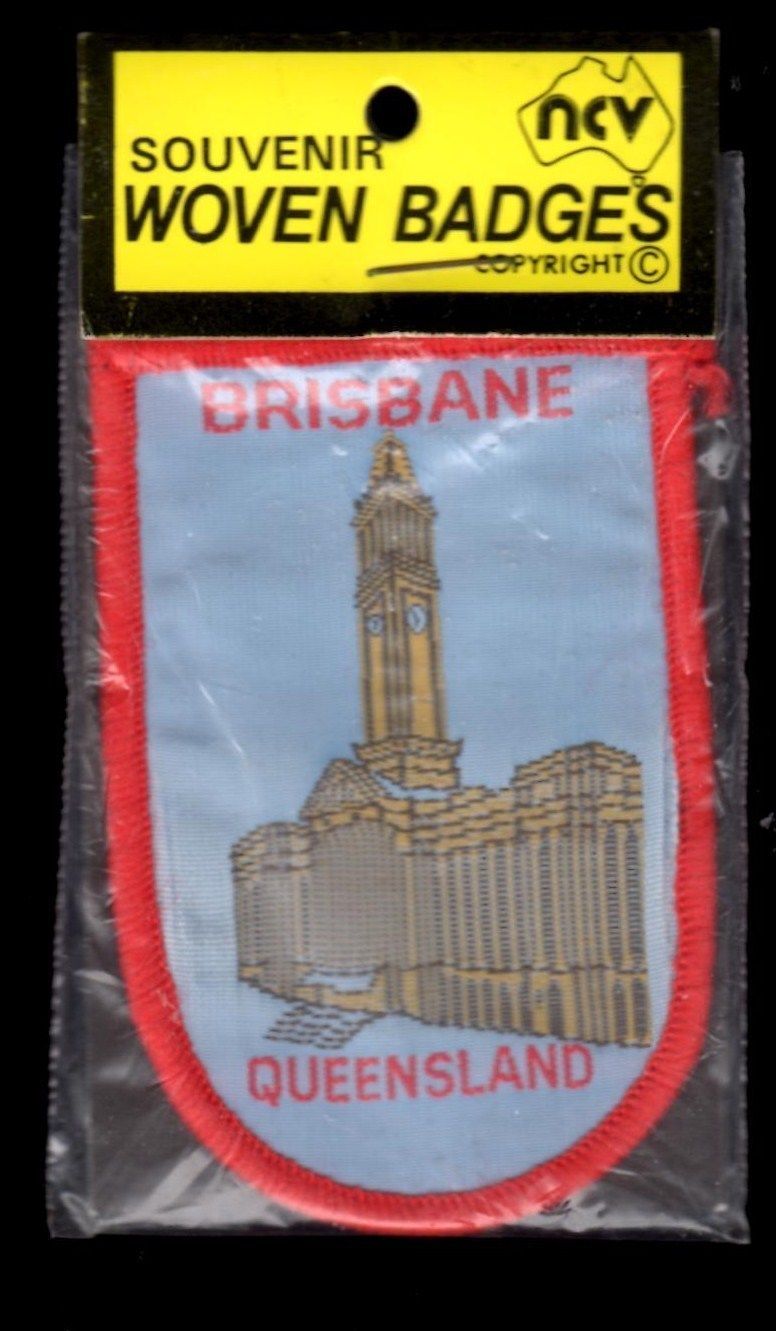 ncv
SOUVENIR
WOVEN BADGES
COPYRIGHT ©
BRISBANE
QUEENSLAND